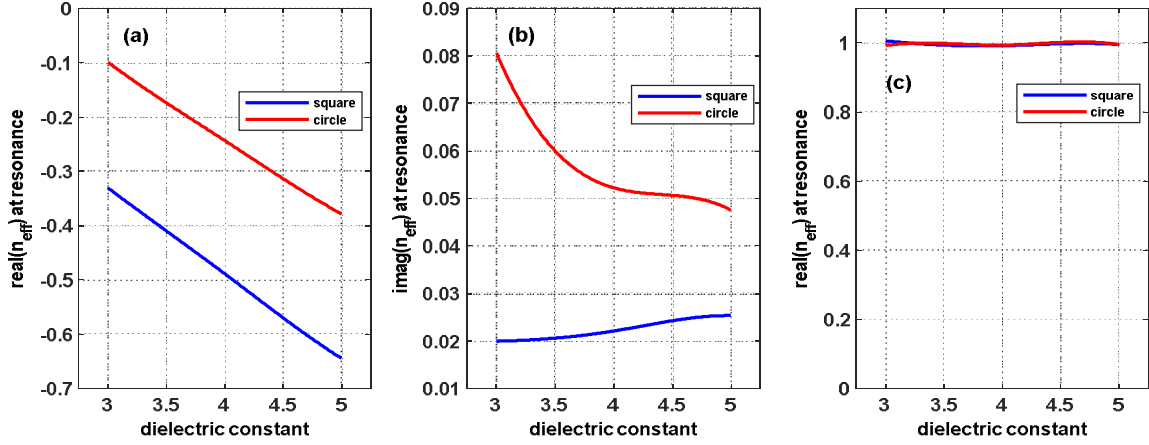 (a)
real(n_eff) at resonance
0
-0.1
-0.2
-0.3
-0.4
-0.5
-0.6
-0.7
3
3.5
4
4.5
5
dielectric constant
square
circle
(b)
imag(n_eff) at resonance
0.09
0.08
0.07
0.06
0.05
0.04
0.03
0.02
0.01
3
3.5
4
4.5
5
dielectric constant
square
circle
(c)
real(n_eff) at resonance
1
0.8
0.6
0.4
0.2
0
3
3.5
4
4.5
5
dielectric constant
square
circle